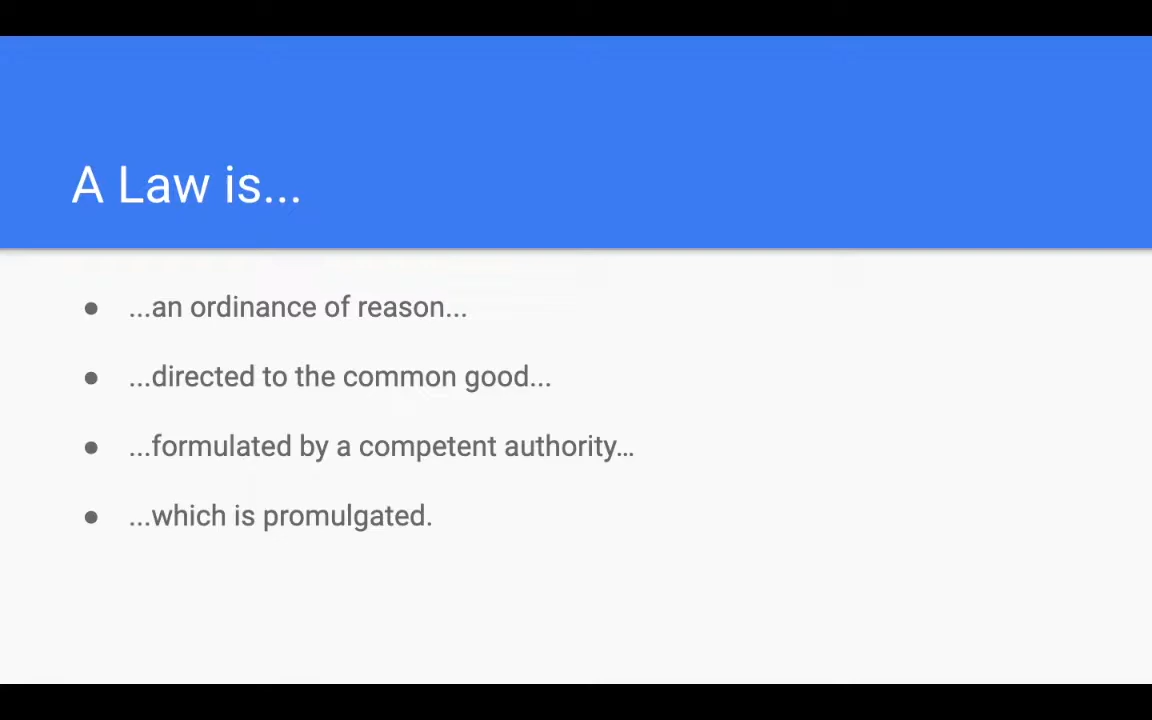 A Law is...
● ...an ordinance of reason...
● ...directed to the common good...
● ...formulated by a competent authority...
● ...which is promulgated.